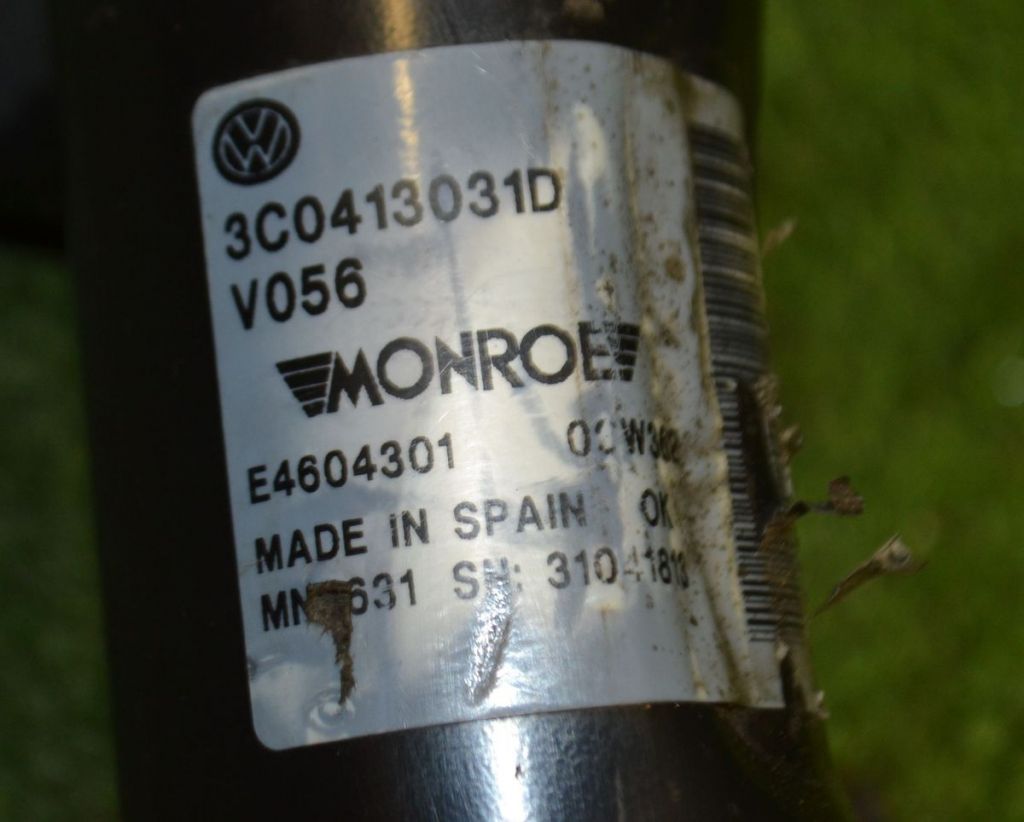 3C0413031D
V056
MONROE
E4604301
MADE IN SPAIN OK
631 SN: